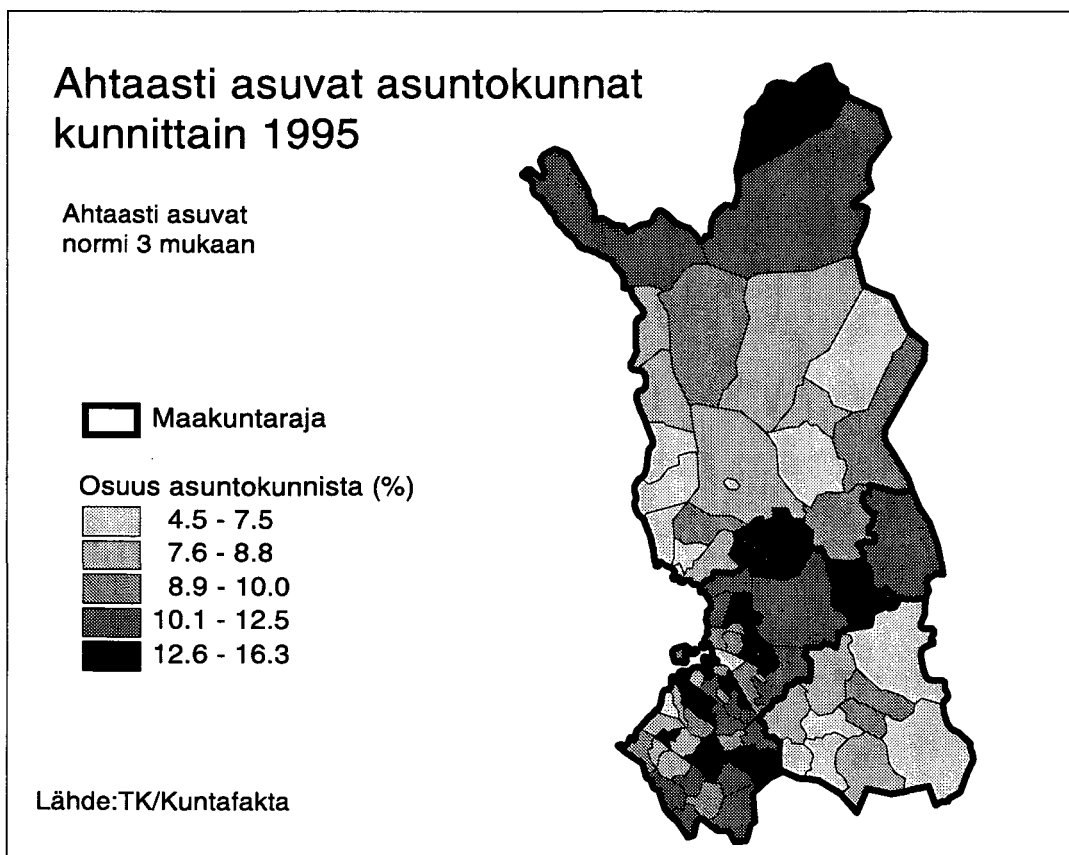 Ahtaasti asuvat asuntokunnat
kunnittain 1995
Ahtaasti asuvat
normi 3 mukaan
Maakuntaraja
Osuus asuntokunnista (%)
4.5 - 7.5
7.6 - 8.8
8.9 - 10.0
10.1 - 12.5
12.6 - 16.3
Lähde:TK/Kuntafakta